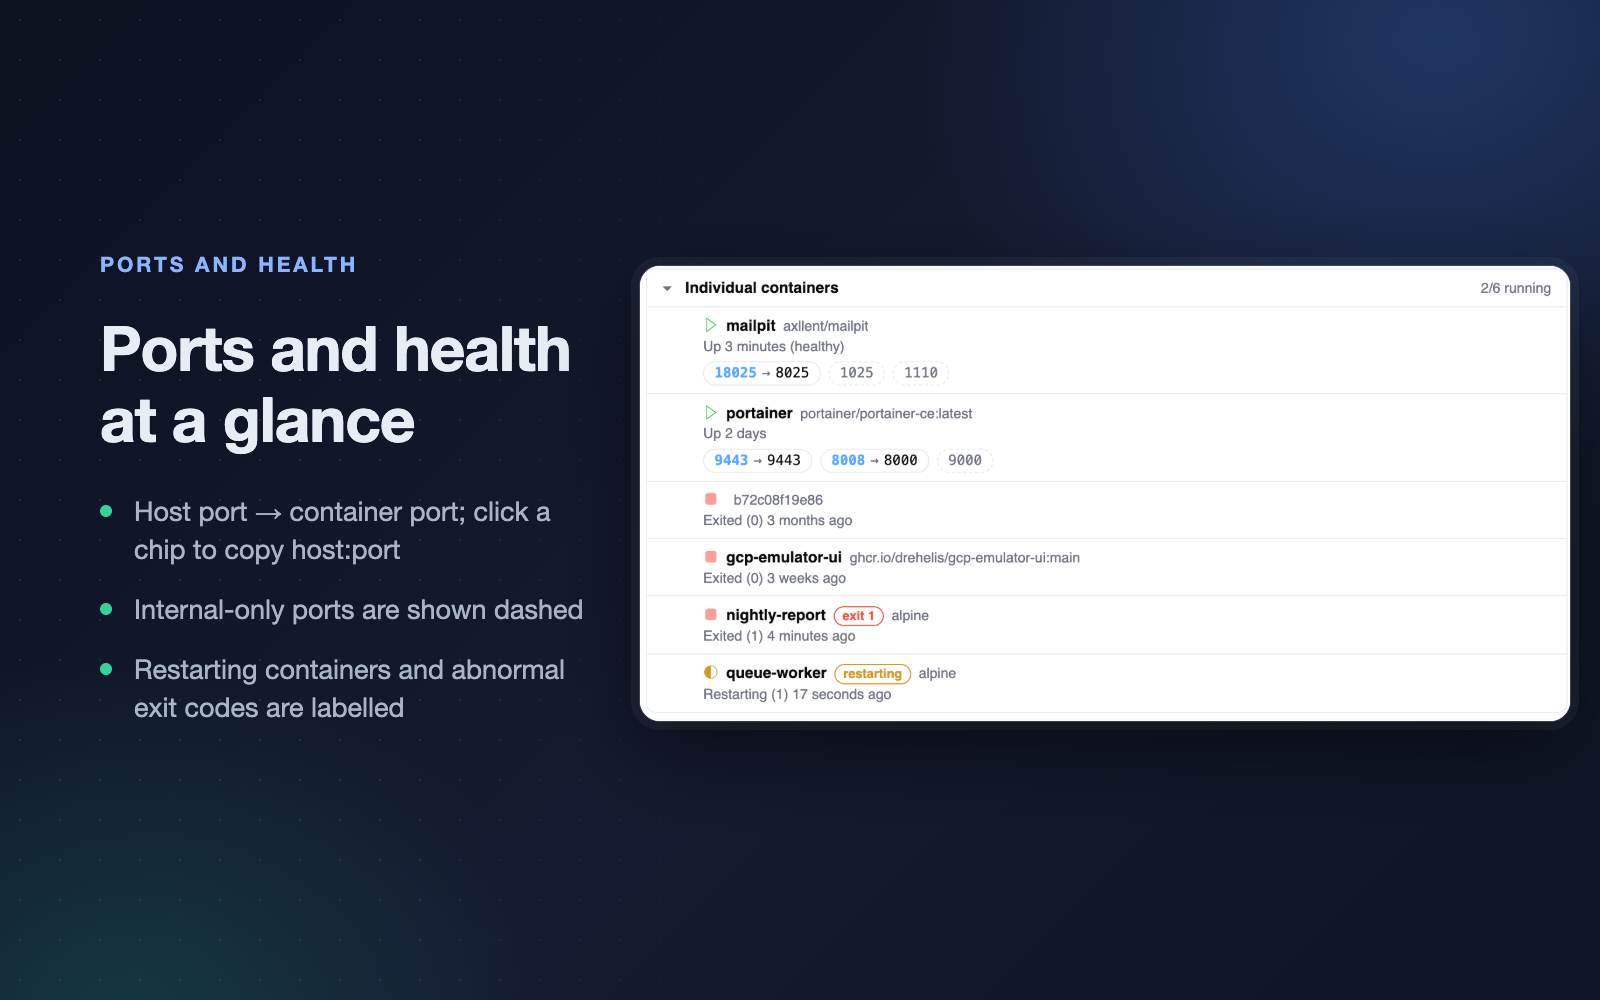 PORTS AND HEALTH
Ports and health
at a glance
Host port → container port; click a
chip to copy host:port
Internal-only ports are shown dashed
Restarting containers and abnormal
exit codes are labelled
Individual containers 2/6 running
mailpit axllent/mailpit
Up 3 minutes (healthy)
18025 → 8025 1025 1110
portainer portainer/portainer-ce:latest
Up 2 days
9443 → 9443 8008 → 8000 9000
b72c08f19e86
Exited (0) 3 months ago
gcp-emulator-ui ghcr.io/drehelis/gcp-emulator-ui:main
Exited (0) 3 weeks ago
nightly-report exit 1 alpine
Exited (1) 4 minutes ago
queue-worker restarting alpine
Restarting (1) 17 seconds ago